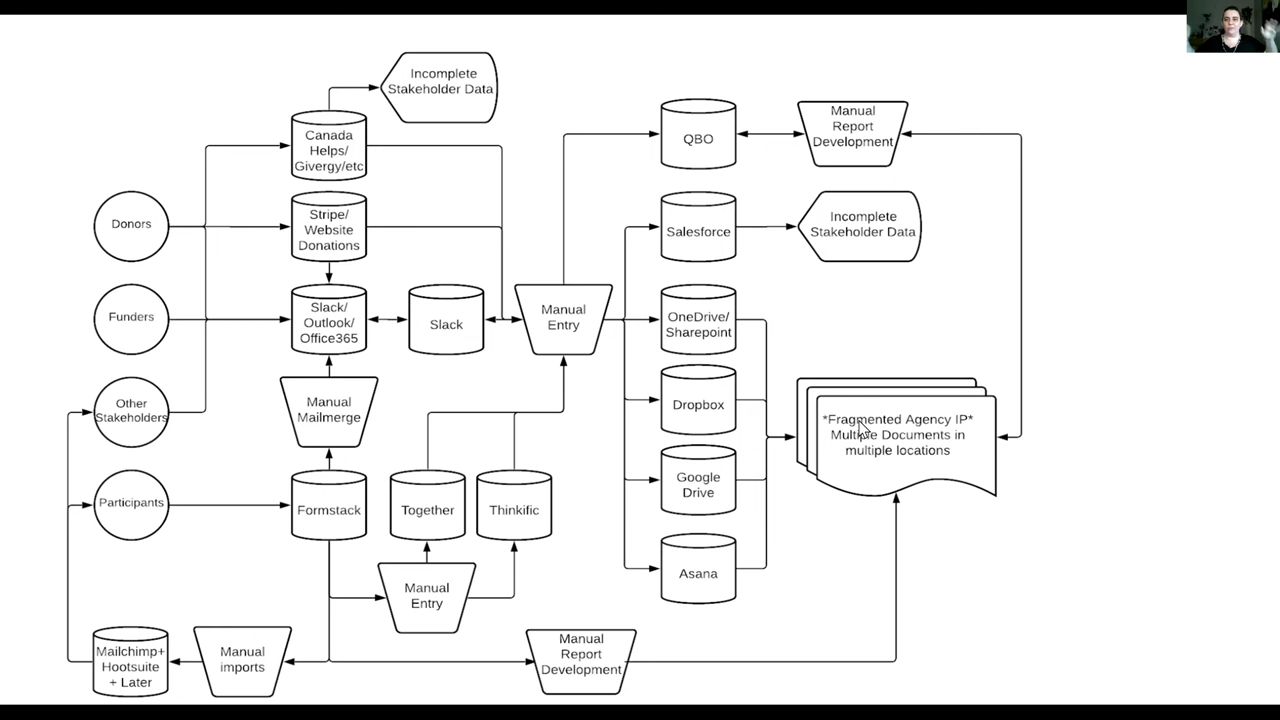 Incomplete
Stakeholder Data
Canada
Helps/
Givergy/etc
QBO
Manual
Report
Development
Donors
Stripe/
Website
Donations
Salesforce
Incomplete
Stakeholder Data
Funders
Slack/
Outlook/
Office365
Slack
Manual
Entry
OneDrive/
Sharepoint
Other
Stakeholders
Manual
Mailmerge
Dropbox
*Fragmented Agency IP*
Multiple Documents in
multiple locations
Participants
Formstack
Together
Thinkific
Google
Drive
Asana
Manual
Entry
Mailchimp+
Hootsuite
+ Later
Manual
imports
Manual
Report
Development